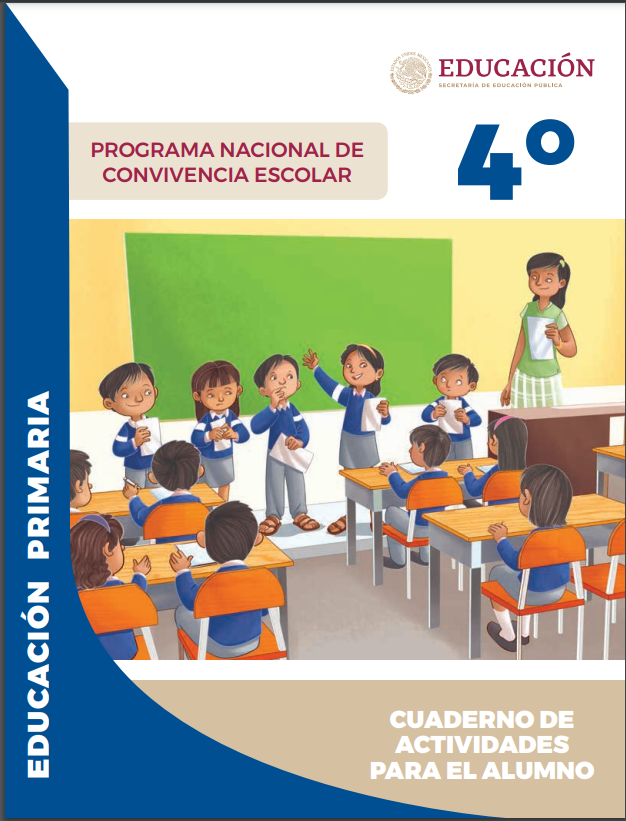 EDUCACIÓN
SECRETARÍA DE EDUCACIÓN PÚBLICA
4º
PROGRAMA NACIONAL DE
CONVIVENCIA ESCOLAR
EDUCACIÓN PRIMARIA
CUADERNO DE
ACTIVIDADES
PARA EL ALUMNO